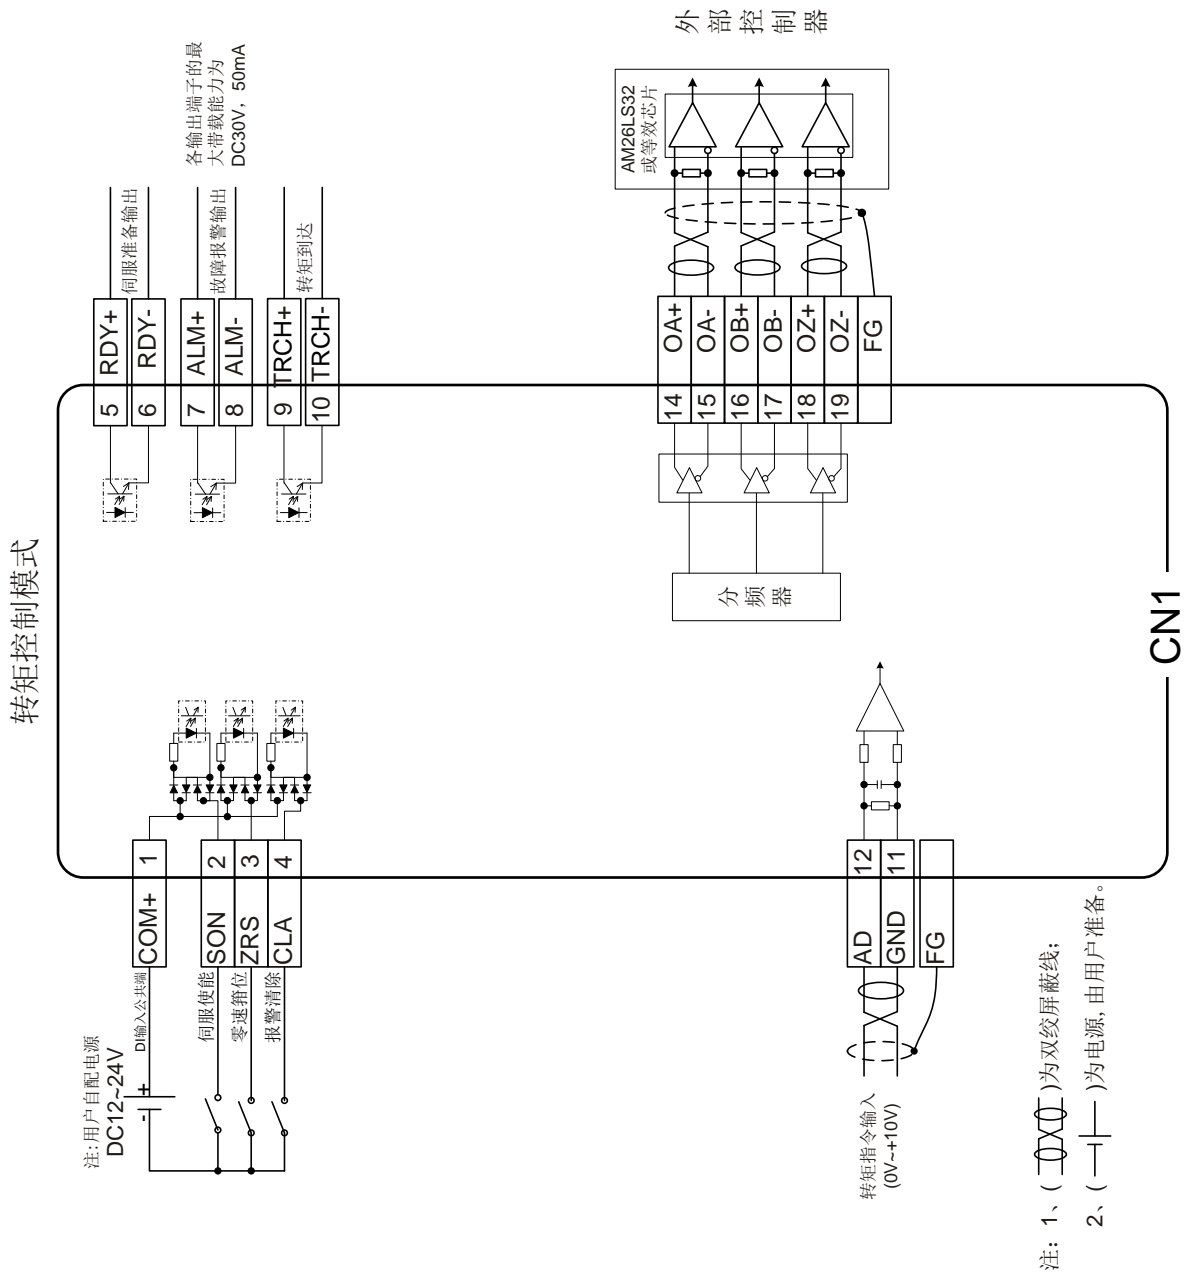 转矩控制模式
注:用户自配电源
DC12~24V
- +
DI输入公共端
COM+ 1
伺服使能
SON 2
零速箝位
ZRS 3
报警清除
CLA 4
5 RDY+
伺服准备输出
6 RDY-
7 ALM+
故障报警输出
8 ALM-
9 TRCH+
转矩到达
10 TRCH-
各输出端子的最
大带载能力为
DC30V，50mA
转矩指令输入
(0V~+10V)
AD 12
GND 11
FG
分频器
14 OA+
15 OA-
16 OB+
17 OB-
18 OZ+
19 OZ-
FG
AM26LS32
或等效芯片
外部控制器
CN1
注：1、( )为双绞屏蔽线；
2、( )为电源, 由用户准备。